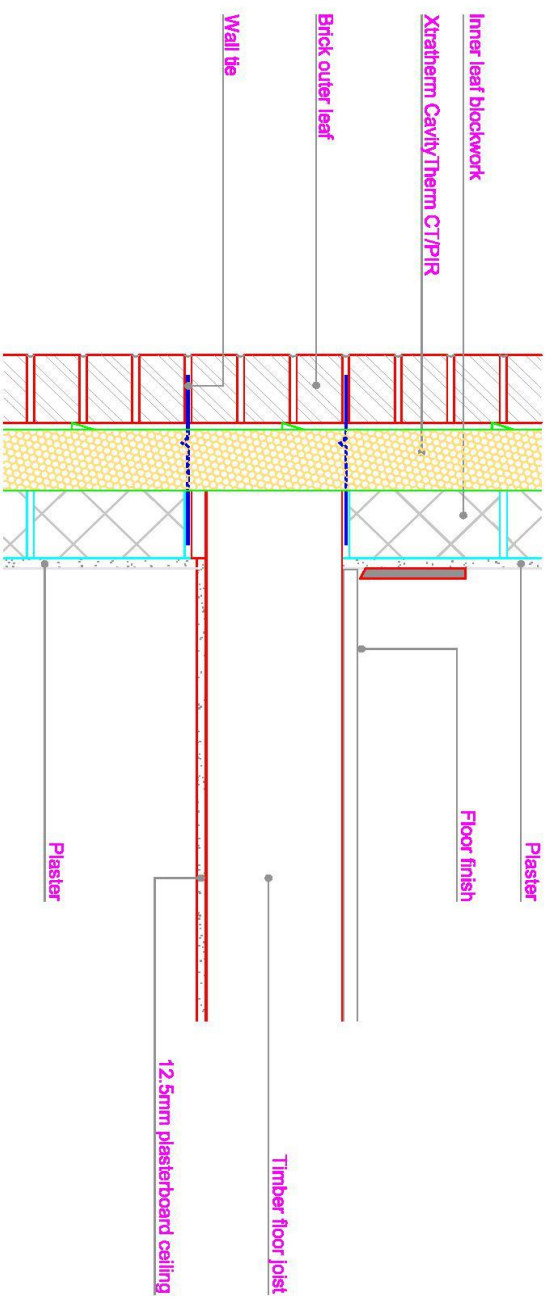 Inner leaf blockwork
Xtratherm CavityTherm CT/PIR
Brick outer leaf
Wall tie
Plaster
Floor finish
Timber floor joist
12.5mm plasterboard ceiling
Plaster